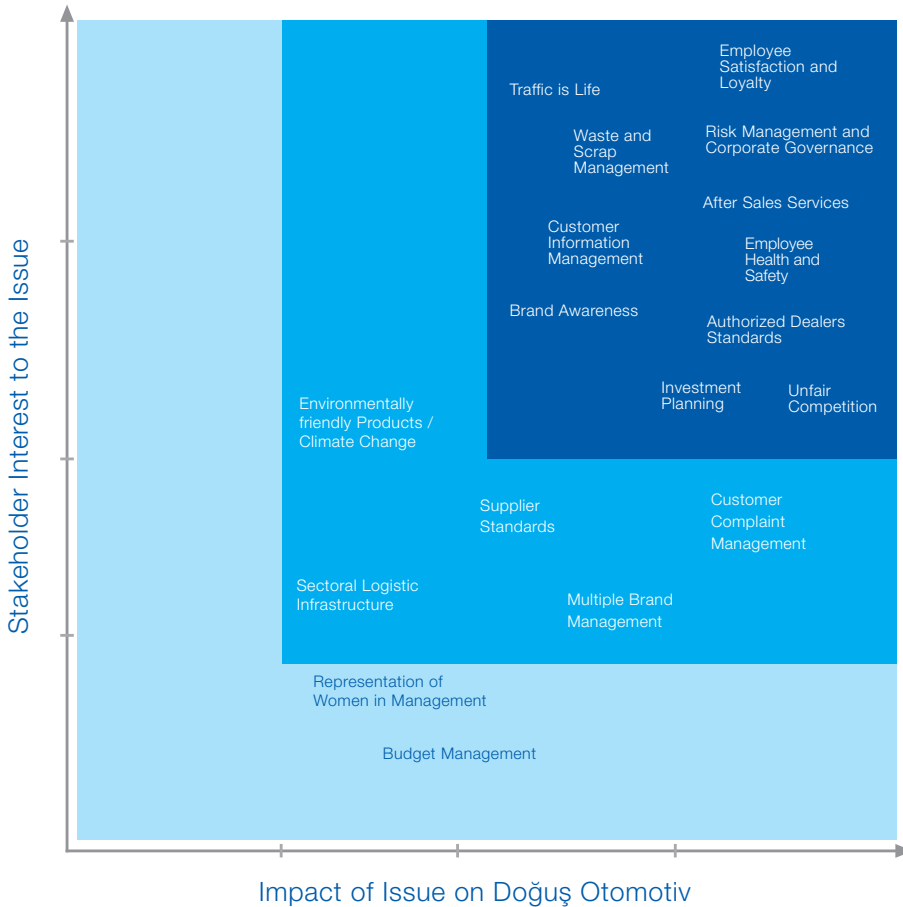 Stakeholder Interest to the Issue
Employee
Satisfaction and
Loyalty
Traffic is Life
Waste and
Scrap
Management
Risk Management and
Corporate Governance
After Sales Services
Customer
Information
Management
Employee
Health and
Safety
Brand Awareness
Authorized Dealers
Standards
Investment
Planning
Unfair
Competition
Environmentally
friendly Products /
Climate Change
Supplier
Standards
Customer
Complaint
Management
Sectoral Logistic
Infrastructure
Multiple Brand
Management
Representation of
Women in Management
Budget Management
Impact of Issue on Doğuş Otomotiv